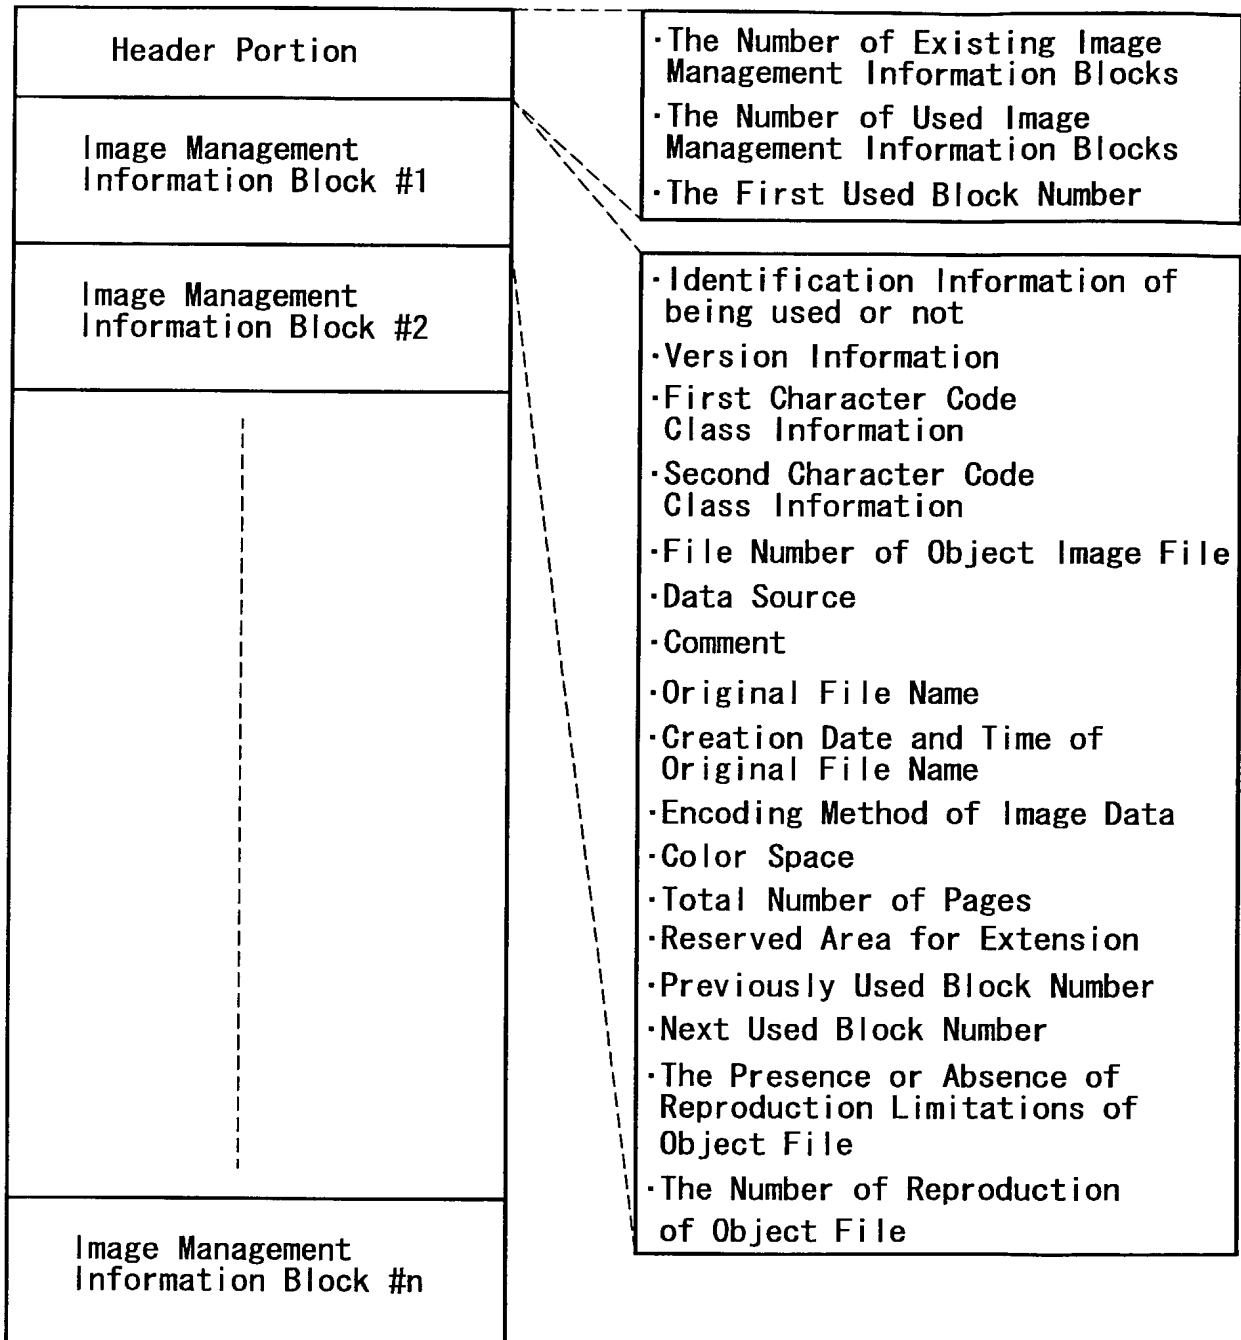 Header Portion
Image Management
Information Block #1
Image Management
Information Block #2
Image Management
Information Block #n
·The Number of Existing Image
Management Information Blocks
·The Number of Used Image
Management Information Blocks
·The First Used Block Number
·Identification Information of
being used or not
·Version Information
·First Character Code
Class Information
·Second Character Code
Class Information
·File Number of Object Image File
·Data Source
·Comment
·Original File Name
·Creation Date and Time of
Original File Name
·Encoding Method of Image Data
·Color Space
·Total Number of Pages
·Reserved Area for Extension
·Previously Used Block Number
·Next Used Block Number
·The Presence or Absence of
Reproduction Limitations of
Object File
·The Number of Reproduction
of Object File